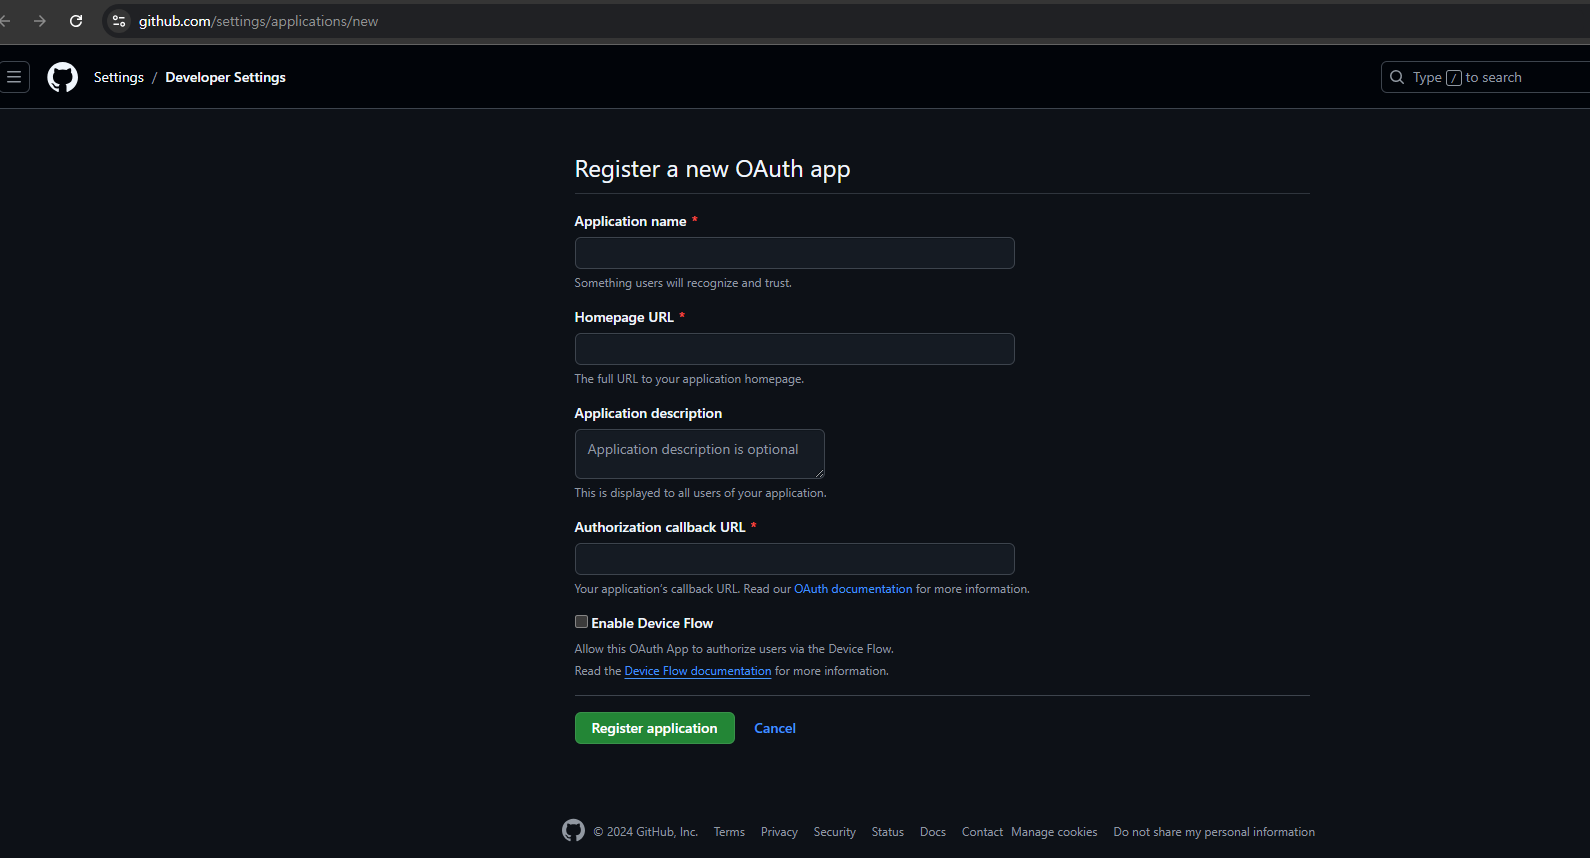 github.com/settings/applications/new
Settings / Developer Settings
Type / to search
Register a new OAuth app
Application name *
Something users will recognize and trust.
Homepage URL *
The full URL to your application homepage.
Application description
Application description is optional
This is displayed to all users of your application.
Authorization callback URL *
Your application's callback URL. Read our OAuth documentation for more information.
Enable Device Flow
Allow this OAuth App to authorize users via the Device Flow.
Read the Device Flow documentation for more information.
Register application Cancel
© 2024 GitHub, Inc. Terms Privacy Security Status Docs Contact Manage cookies Do not share my personal information